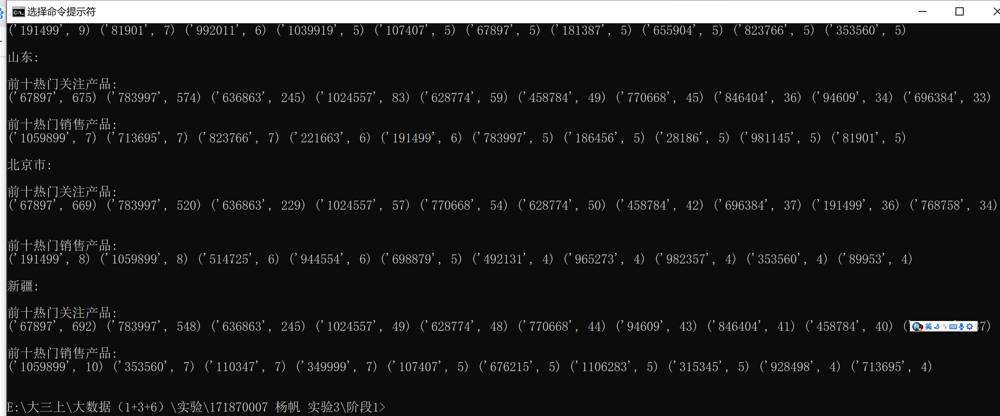 选择命令提示符
('191499', 9) ('81901', 7) ('992011', 6) ('1039919', 5) ('107407', 5) ('67897', 5) ('181387', 5) ('655904', 5) ('823766', 5) ('353560', 5)
山东:
前十热门关注产品:
('67897', 675) ('783997', 574) ('636863', 245) ('1024557', 83) ('628774', 59) ('458784', 49) ('770668', 45) ('846404', 36) ('94609', 34) ('696384', 33)
前十热门销售产品:
('1059899', 7) ('713695', 7) ('823766', 7) ('221663', 6) ('191499', 6) ('783997', 5) ('186456', 5) ('28186', 5) ('981145', 5) ('81901', 5)
北京市:
前十热门关注产品:
('67897', 669) ('783997', 520) ('636863', 229) ('1024557', 57) ('770668', 54) ('628774', 50) ('458784', 42) ('696384', 37) ('191499', 36) ('768758', 34)
前十热门销售产品:
('191499', 8) ('1059899', 8) ('514725', 6) ('944554', 6) ('698879', 5) ('492131', 4) ('965273', 4) ('982357', 4) ('353560', 4) ('89953', 4)
新疆:
前十热门关注产品:
('67897', 692) ('783997', 548) ('636863', 245) ('1024557', 49) ('628774', 48) ('770668', 44) ('94609', 43) ('846404', 41) ('458784', 40) (' 英 7)
前十热门销售产品:
('1059899', 10) ('353560', 7) ('110347', 7) ('349999', 7) ('107407', 5) ('676215', 5) ('1106283', 5) ('315345', 5) ('928498', 4) ('713695', 4)
E:\大三上\大数据（1+3+6）\实验\171870007 杨帆 实验3\阶段1>